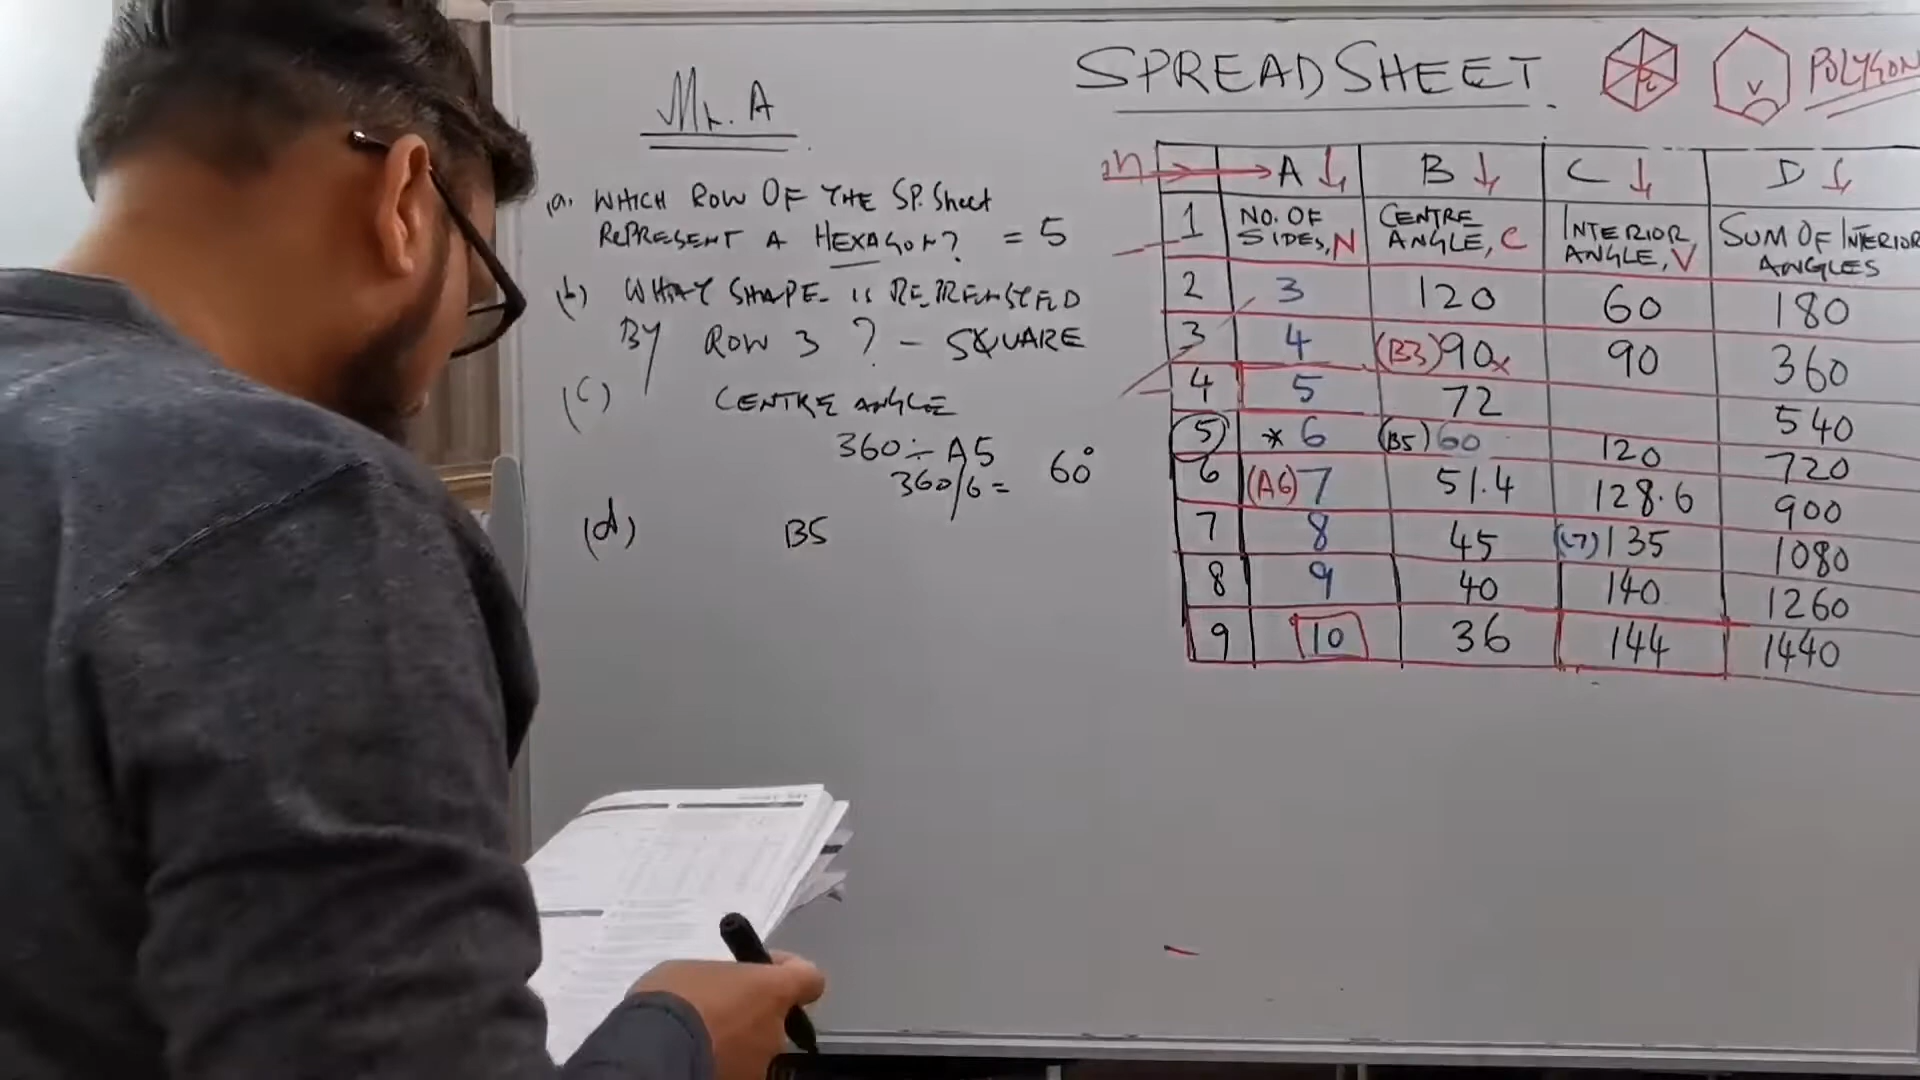 Mr. A
(a. WHICH ROW OF THE SP. Sheet
REPRESENT A HEXAGON? = 5
(b) WHAT SHAPE IS REPRENSTED
BY ROW 3 ? - SQUARE
(C) CENTRE ANGLE
360 ÷ A5
360/6 = 60°
(d) B5
SPREADSHEET.
c
V
POLYGON
A ↓ B ↓ C ↓ D ↓
1 NO. OF SIDES, N CENTRE ANGLE, C INTERIOR ANGLE, V SUM OF INTERIOR ANGLES
2 3 120 60 180
3 4 (B3) 90x 90 360
4 5 72 540
5 * 6 (B5) 60 120 720
6 (A6) 7 51.4 128.6 900
7 8 45 (C7) 135 1080
8 9 40 140 1260
9 10 36 144 1440